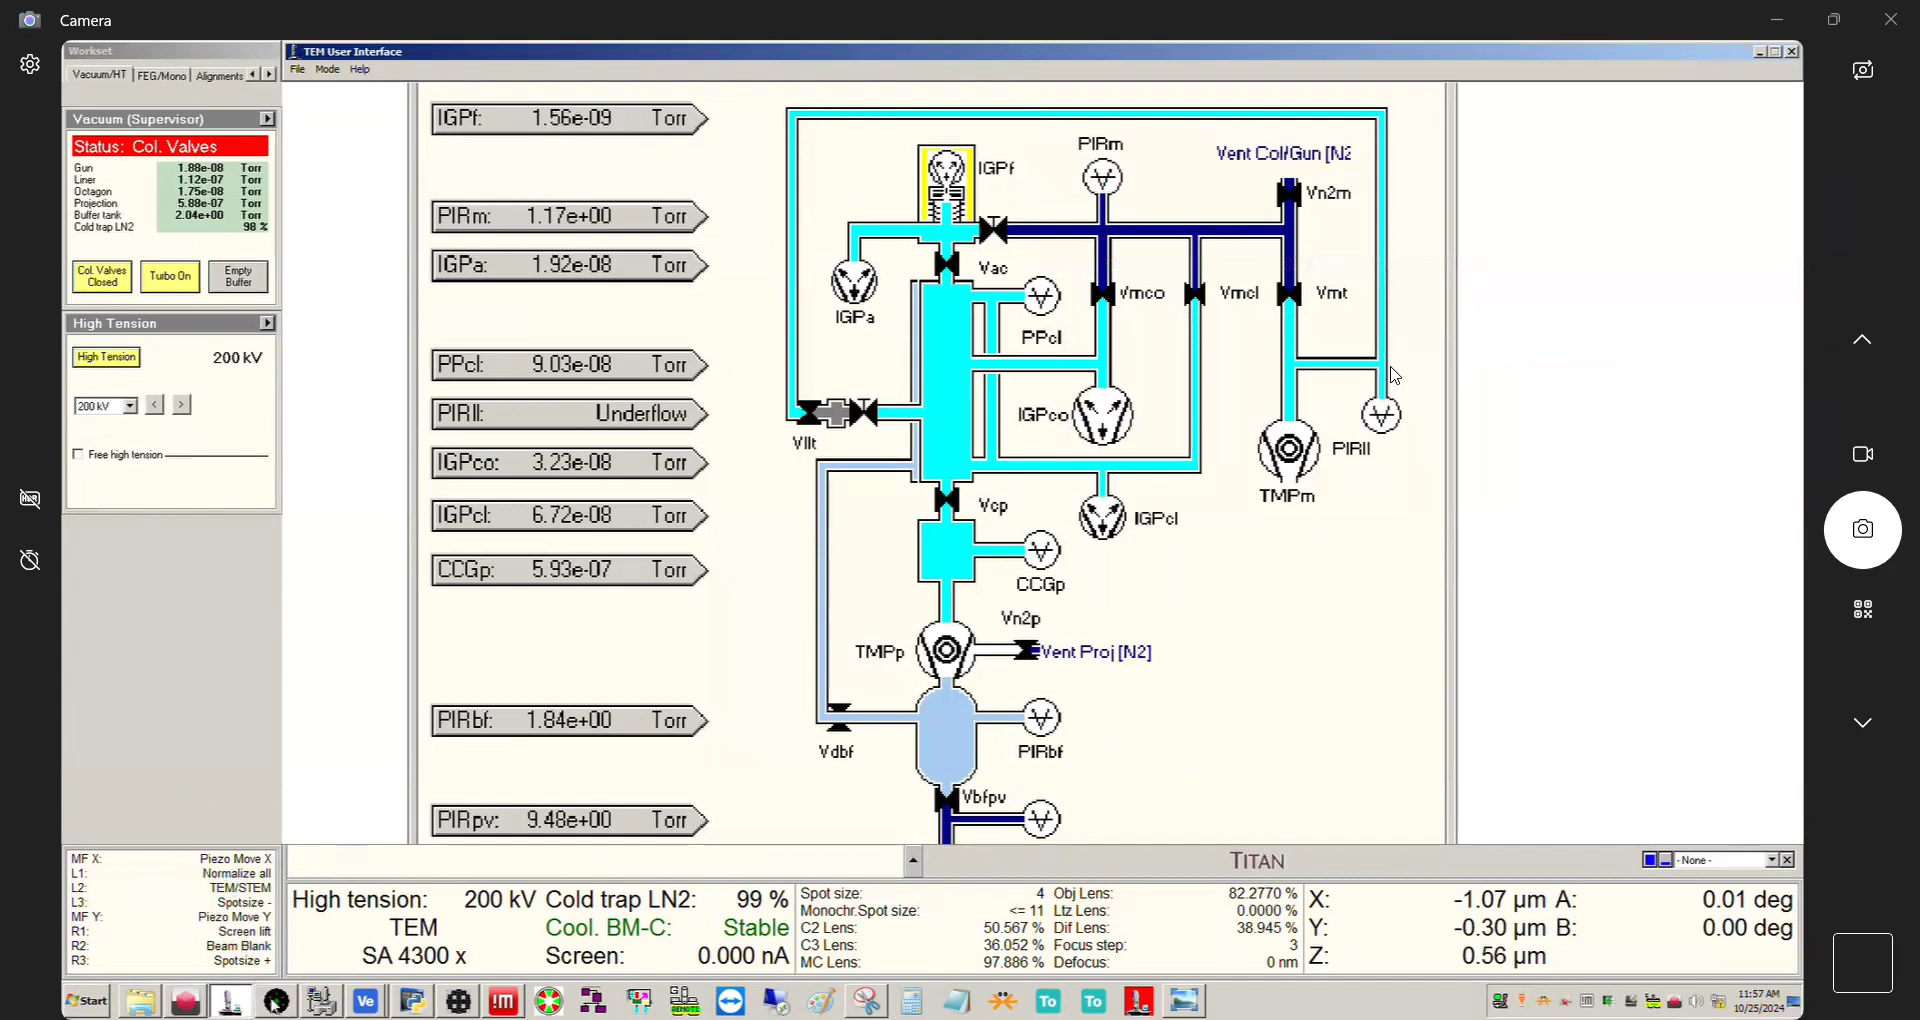 Camera
Workset
TEM User Interface
Vacuum/HT FEG/Mono Alignments
File Mode Help
Vacuum (Supervisor)
Status: Col. Valves
Gun 1.88e-08 Torr
Liner 1.12e-07 Torr
Octagon 1.75e-08 Torr
Projection 5.88e-07 Torr
Buffer tank 2.04e+00 Torr
Cold trap LN2 98 %
Col. Valves Closed
Turbo On
Empty Buffer
High Tension
High Tension 200 kV
200 kV < >
Free high tension
IGPf: 1.56e-09 Torr
PIRm: 1.17e+00 Torr
IGPa: 1.92e-08 Torr
PPcl: 9.03e-08 Torr
PIRll: Underflow
IGPco: 3.23e-08 Torr
IGPcl: 6.72e-08 Torr
CCGp: 5.93e-07 Torr
PIRbf: 1.84e+00 Torr
PIRpv: 9.48e+00 Torr
PIRm
Vent Col/Gun [N2
IGPf
Vn2m
Vac
Vmco
Vmcl
Vmt
IGPa
PPcl
IGPco
Vllt
PIRll
TMPm
Vcp
IGPcl
CCGp
Vn2p
TMPp
Vent Proj [N2]
Vdbf
PIRbf
Vbfpv
MF X: Piezo Move X
L1: Normalize all
L2: TEM/STEM
L3: Spotsize -
MF Y: Piezo Move Y
R1: Screen lift
R2: Beam Blank
R3: Spotsize +
TITAN
- None -
High tension: 200 kV
TEM
SA 4300 x
Cold trap LN2: 99 %
Cool. BM-C: Stable
Screen: 0.000 nA
Spot size: 4
Monochr.Spot size: <= 11
C2 Lens: 50.567 %
C3 Lens: 36.052 %
MC Lens: 97.886 %
Obj Lens: 82.2770 %
Ltz Lens: 0.0000 %
Dif Lens: 38.945 %
Focus step: 3
Defocus: 0 nm
X: -1.07 µm A: 0.01 deg
Y: -0.30 µm B: 0.00 deg
Z: 0.56 µm
Start
Ve
!m
REMOTE
To
To
11:57 AM
10/25/2024